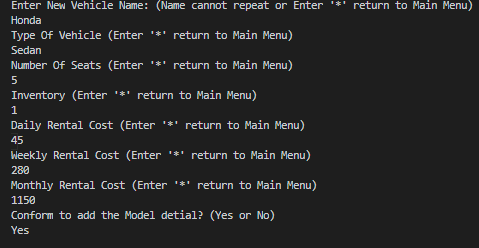 Enter New Vehicle Name: (Name cannot repeat or Enter '*' return to Main Menu)
Honda
Type Of Vehicle (Enter '*' return to Main Menu)
Sedan
Number Of Seats (Enter '*' return to Main Menu)
5
Inventory (Enter '*' return to Main Menu)
1
Daily Rental Cost (Enter '*' return to Main Menu)
45
Weekly Rental Cost (Enter '*' return to Main Menu)
280
Monthly Rental Cost (Enter '*' return to Main Menu)
1150
Conform to add the Model detial? (Yes or No)
Yes